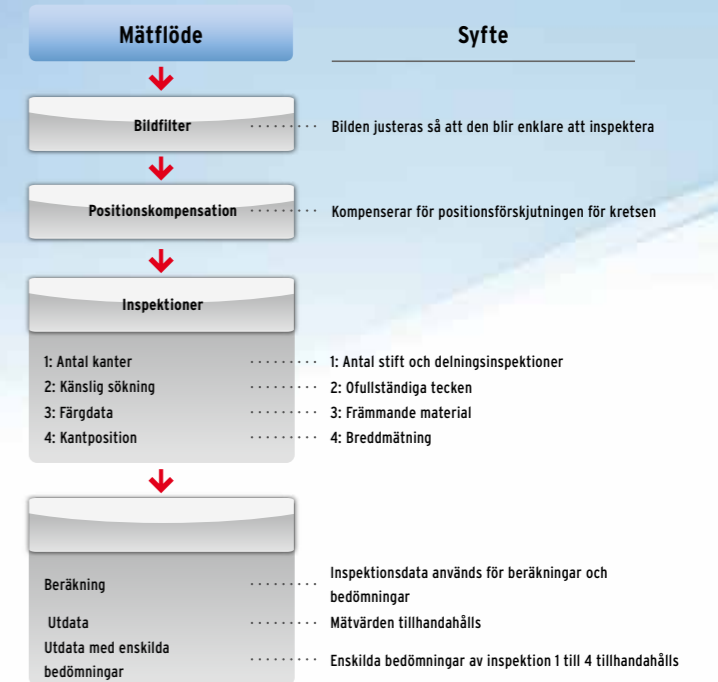 Mätflöde Syfte
Bildfilter ········· Bilden justeras så att den blir enklare att inspektera
Positionskompensation ········· Kompenserar för positionsförskjutningen för kretsen
Inspektioner
1: Antal kanter ········· 1: Antal stift och delningsinspektioner
2: Känslig sökning ········· 2: Ofullständiga tecken
3: Färgdata ········· 3: Främmande material
4: Kantposition ········· 4: Breddmätning
Beräkning ········· Inspektionsdata används för beräkningar och
bedömningar
Utdata ········· Mätvärden tillhandahålls
Utdata med enskilda
bedömningar ········· Enskilda bedömningar av inspektion 1 till 4 tillhandahålls